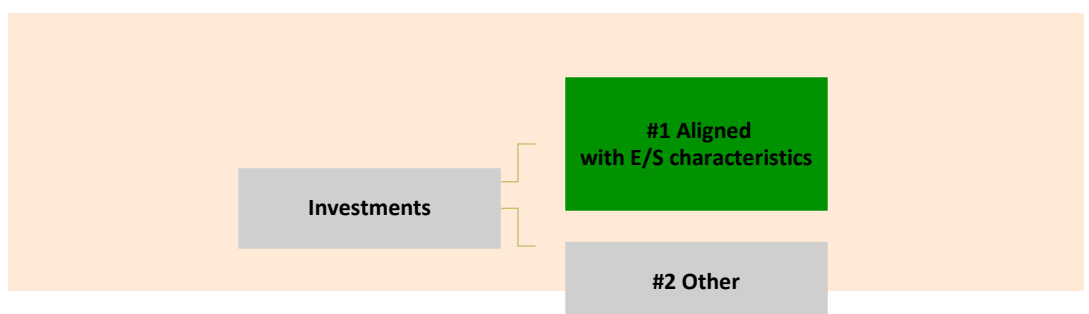 #1 Aligned
with E/S characteristics
Investments
#2 Other